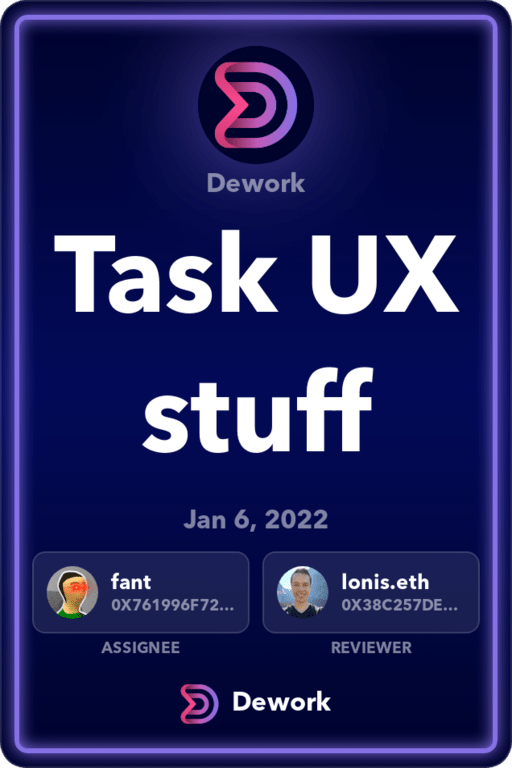 Dework
Task UX
stuff
Jan 6, 2022
fant
0X761996F72...
lonis.eth
0X38C257DE...
ASSIGNEE
REVIEWER
Dework